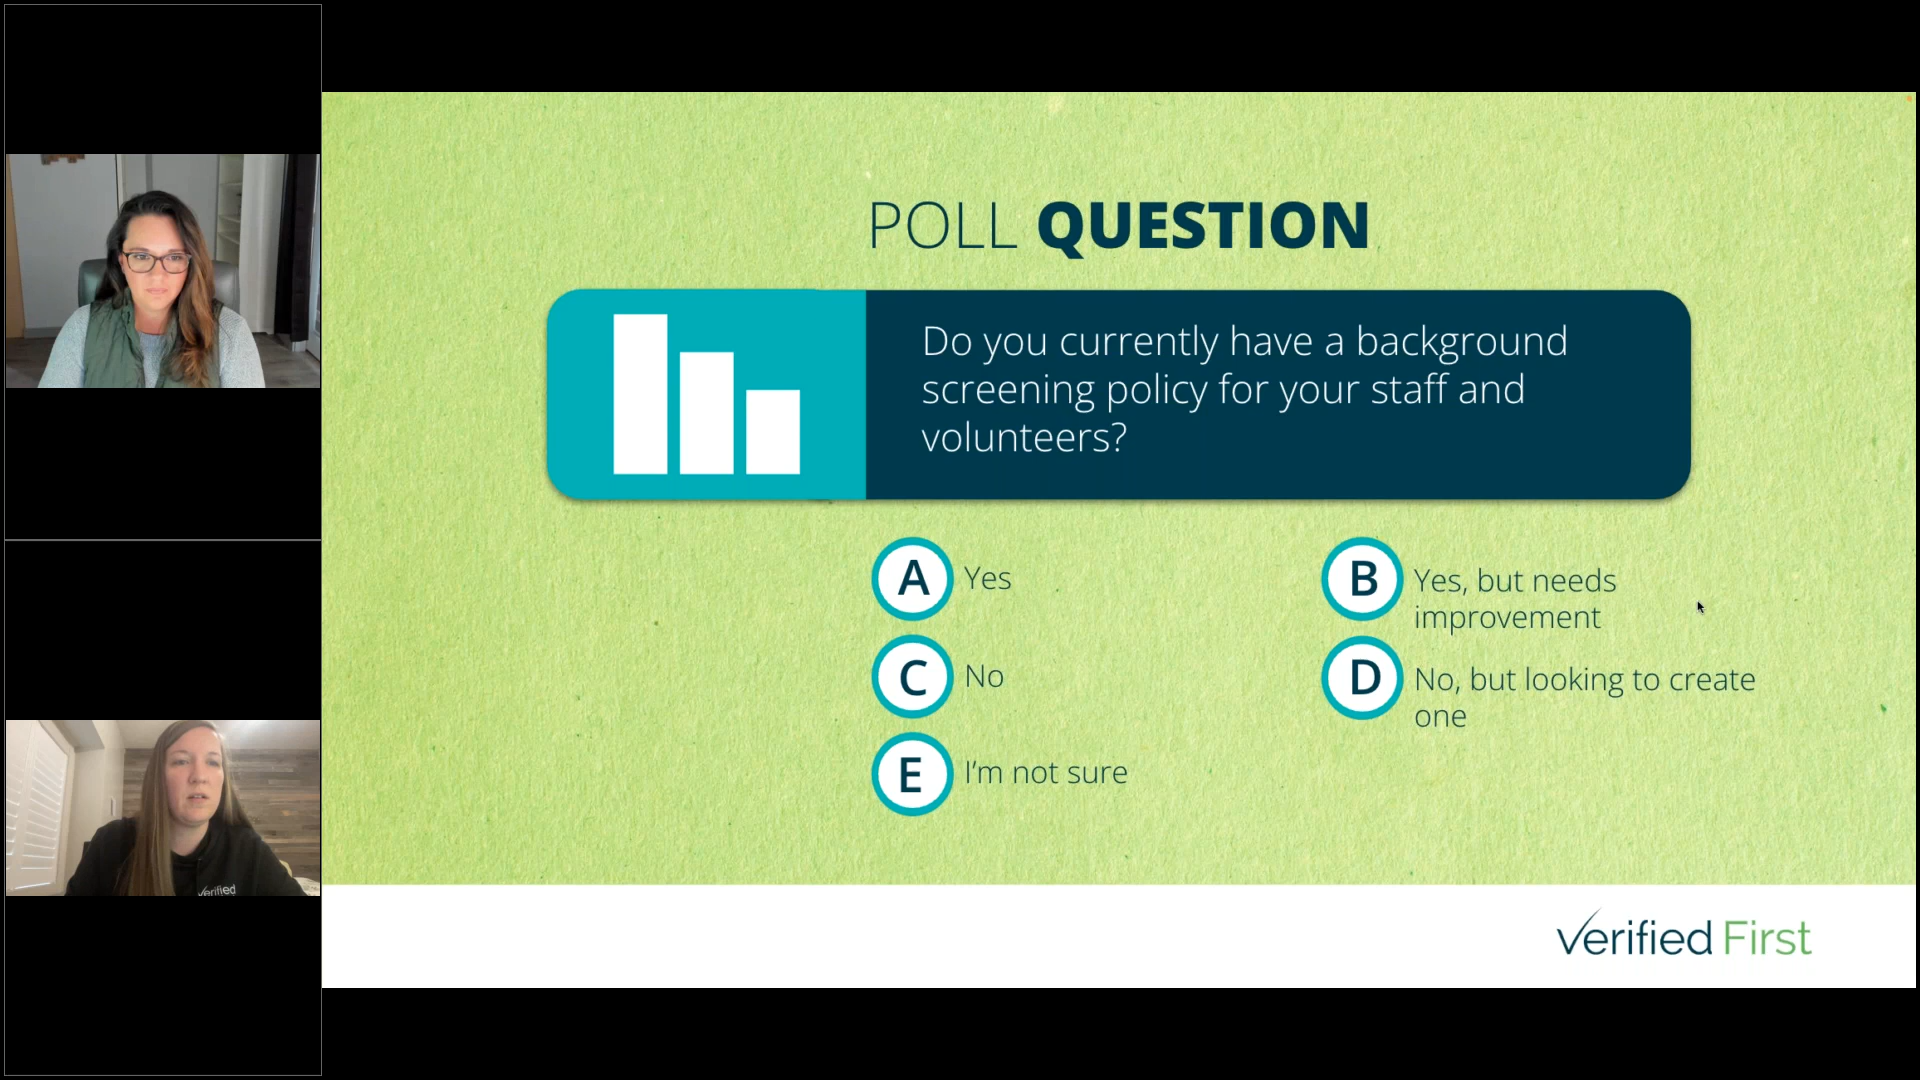 POLL QUESTION
Do you currently have a background
screening policy for your staff and
volunteers?
A Yes
B Yes, but needs
improvement
C No
D No, but looking to create
one
E I'm not sure
Verified First
Verified